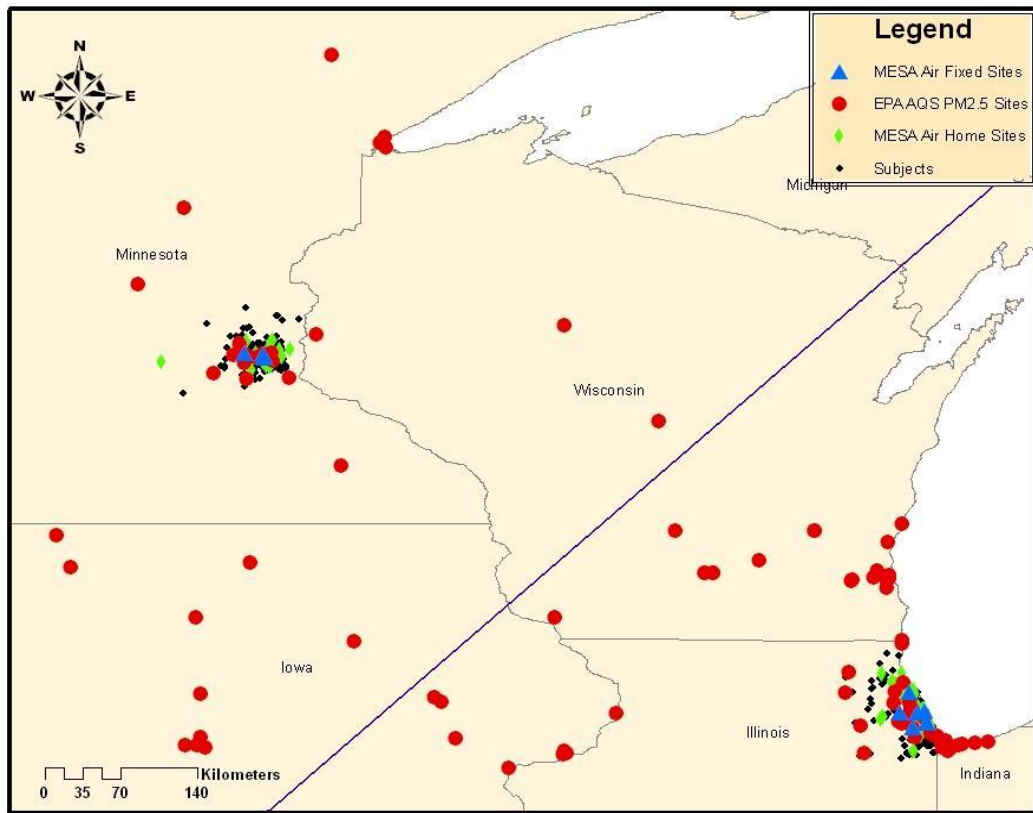 N
W E
S
Legend
MESA Air Fixed Sites
EPA AQS PM2.5 Sites
MESA Air Home Sites
Subjects
Michigan
Minnesota
Wisconsin
Iowa
Illinois
Indiana
Kilometers
0 35 70 140